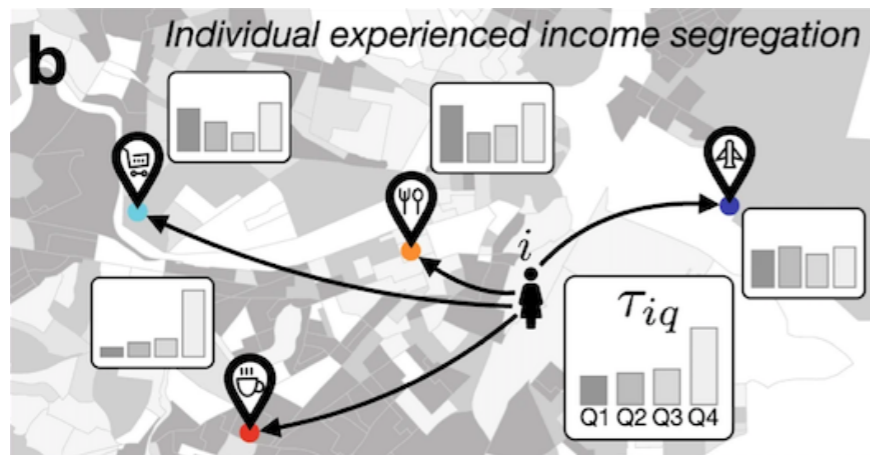 b
Individual experienced income segregation
i
τiq
Q1 Q2 Q3 Q4